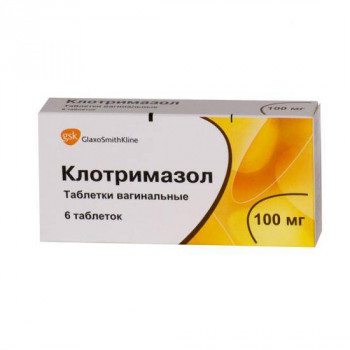 Клотримазол
100 мг
gsk GlaxoSmithKline
Клотримазол
Таблетки вагинальные
6 таблеток
100 мг